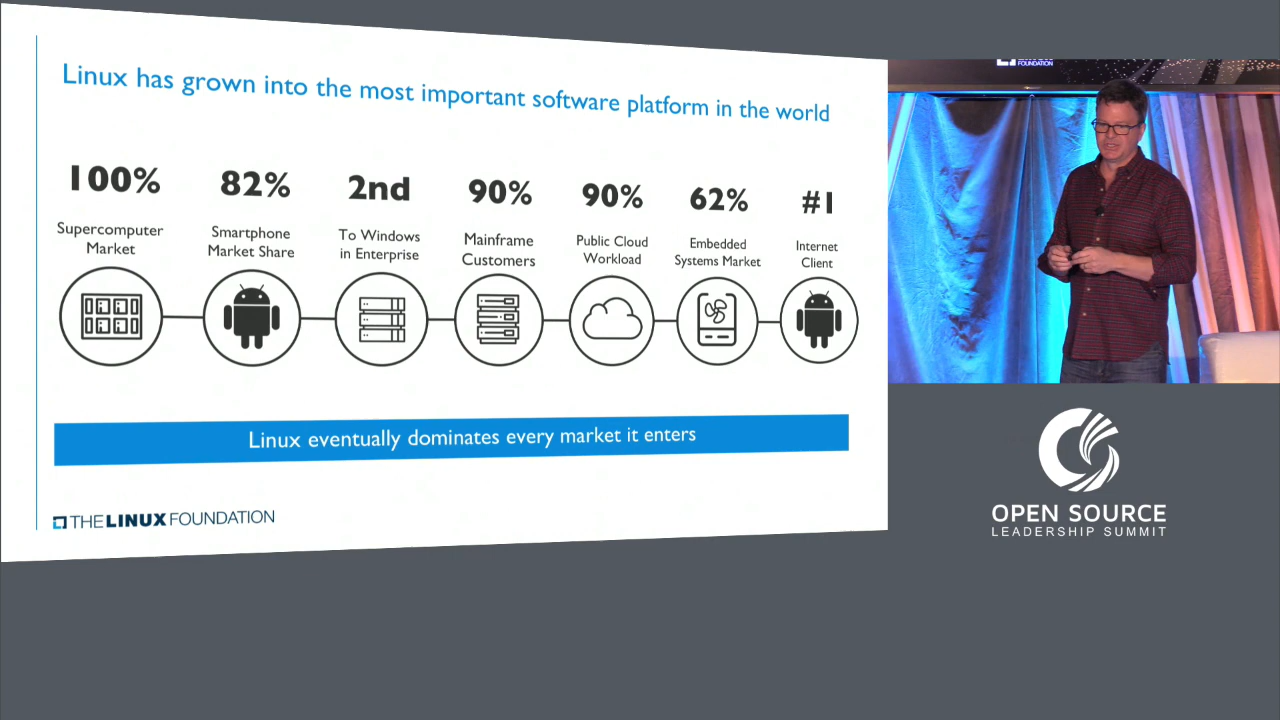 Linux has grown into the most important software platform in the world
100%
Supercomputer
Market
82%
Smartphone
Market Share
2nd
To Windows
in Enterprise
90%
Mainframe
Customers
90%
Public Cloud
Workload
62%
Embedded
Systems Market
#1
Internet
Client
Linux eventually dominates every market it enters
THE LINUX FOUNDATION
FOUNDATION
OPEN SOURCE
LEADERSHIP SUMMIT